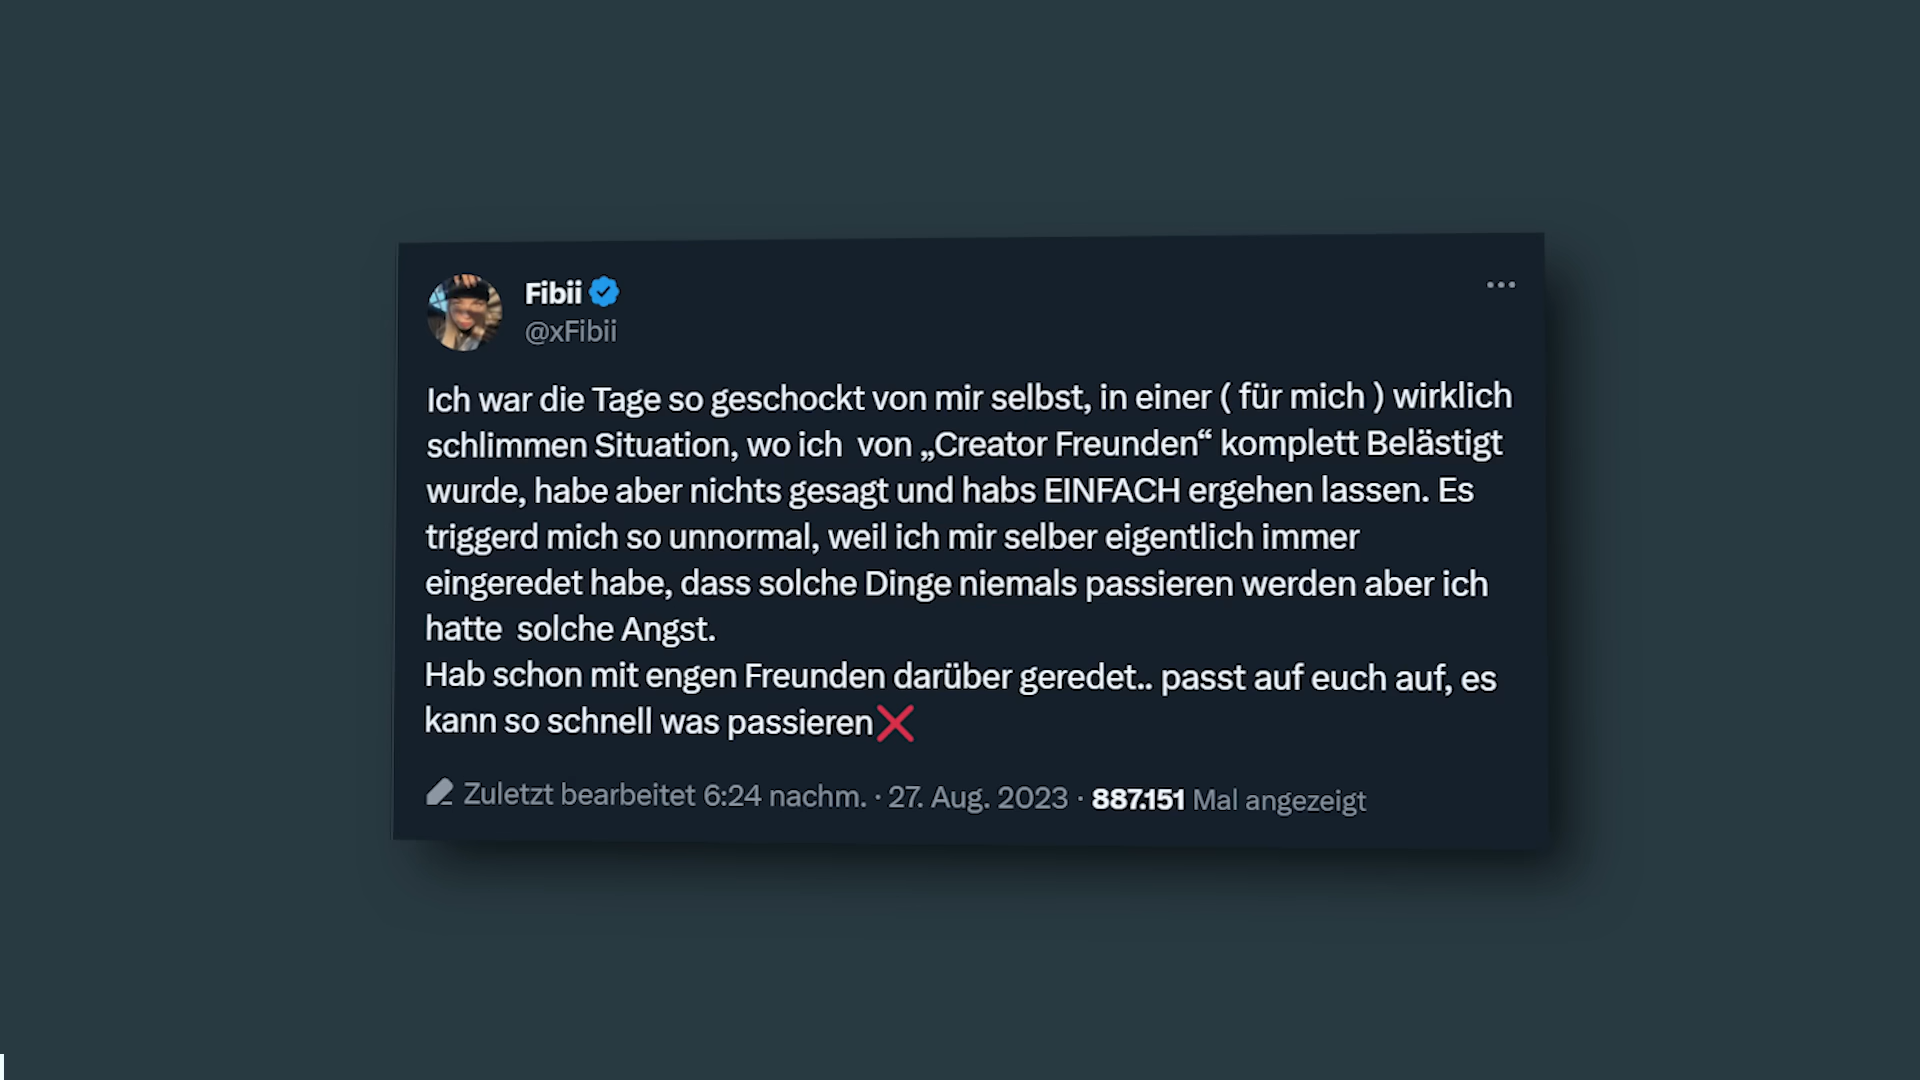 Fibii
@xFibii
Ich war die Tage so geschockt von mir selbst, in einer ( für mich ) wirklich
schlimmen Situation, wo ich  von „Creator Freunden“ komplett Belästigt
wurde, habe aber nichts gesagt und habs EINFACH ergehen lassen. Es
triggerd mich so unnormal, weil ich mir selber eigentlich immer
eingeredet habe, dass solche Dinge niemals passieren werden aber ich
hatte  solche Angst.
Hab schon mit engen Freunden darüber geredet.. passt auf euch auf, es
kann so schnell was passieren❌
Zuletzt bearbeitet 6:24 nachm. · 27. Aug. 2023 · 887.151 Mal angezeigt